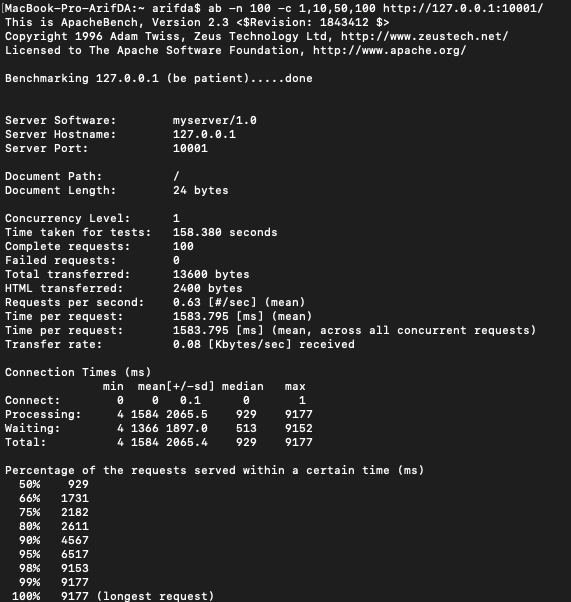 [MacBook-Pro-ArifDA:~ arifda$ ab -n 100 -c 1,10,50,100 http://127.0.0.1:10001/
This is ApacheBench, Version 2.3 <$Revision: 1843412 $>
Copyright 1996 Adam Twiss, Zeus Technology Ltd, http://www.zeustech.net/
Licensed to The Apache Software Foundation, http://www.apache.org/
Benchmarking 127.0.0.1 (be patient).....done
Server Software: myserver/1.0
Server Hostname: 127.0.0.1
Server Port: 10001
Document Path: /
Document Length: 24 bytes
Concurrency Level: 1
Time taken for tests: 158.380 seconds
Complete requests: 100
Failed requests: 0
Total transferred: 13600 bytes
HTML transferred: 2400 bytes
Requests per second: 0.63 [#/sec] (mean)
Time per request: 1583.795 [ms] (mean)
Time per request: 1583.795 [ms] (mean, across all concurrent requests)
Transfer rate: 0.08 [Kbytes/sec] received
Connection Times (ms)
min mean[+/-sd] median max
Connect: 0 0 0.1 0 1
Processing: 4 1584 2065.5 929 9177
Waiting: 4 1366 1897.0 513 9152
Total: 4 1584 2065.4 929 9177
Percentage of the requests served within a certain time (ms)
50% 929
66% 1731
75% 2182
80% 2611
90% 4567
95% 6517
98% 9153
99% 9177
100% 9177 (longest request)